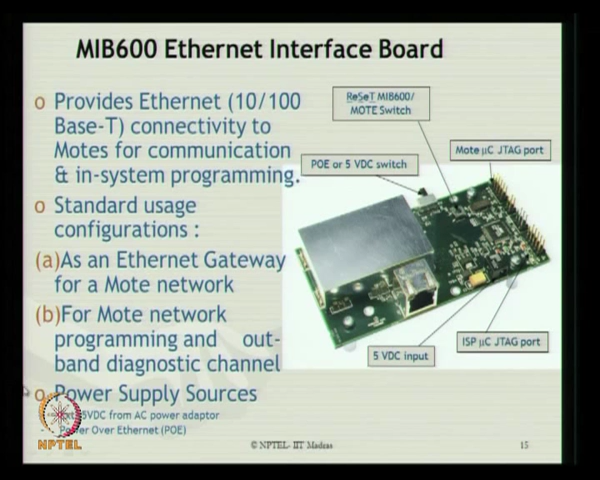 MIB600 Ethernet Interface Board
o Provides Ethernet (10/100
Base-T) connectivity to
Motes for communication
& in-system programming.
o Standard usage
configurations :
(a)As an Ethernet Gateway
for a Mote network
(b)For Mote network
programming and out-
band diagnostic channel
o Power Supply Sources
5VDC from AC power adaptor
- Power Over Ethernet (POE)
ReSeT MIB600/
MOTE Switch
POE or 5 VDC switch
Mote µC JTAG port
5 VDC input
ISP µC JTAG port
NPTEL
© NPTEL- IIT Madras
15